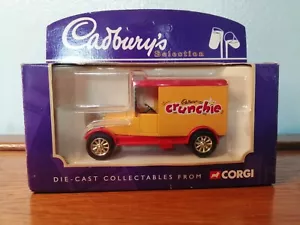 Cadbury's
Selection
Cadbury's
crunchie
DIE-CAST COLLECTABLES FROM CORGI